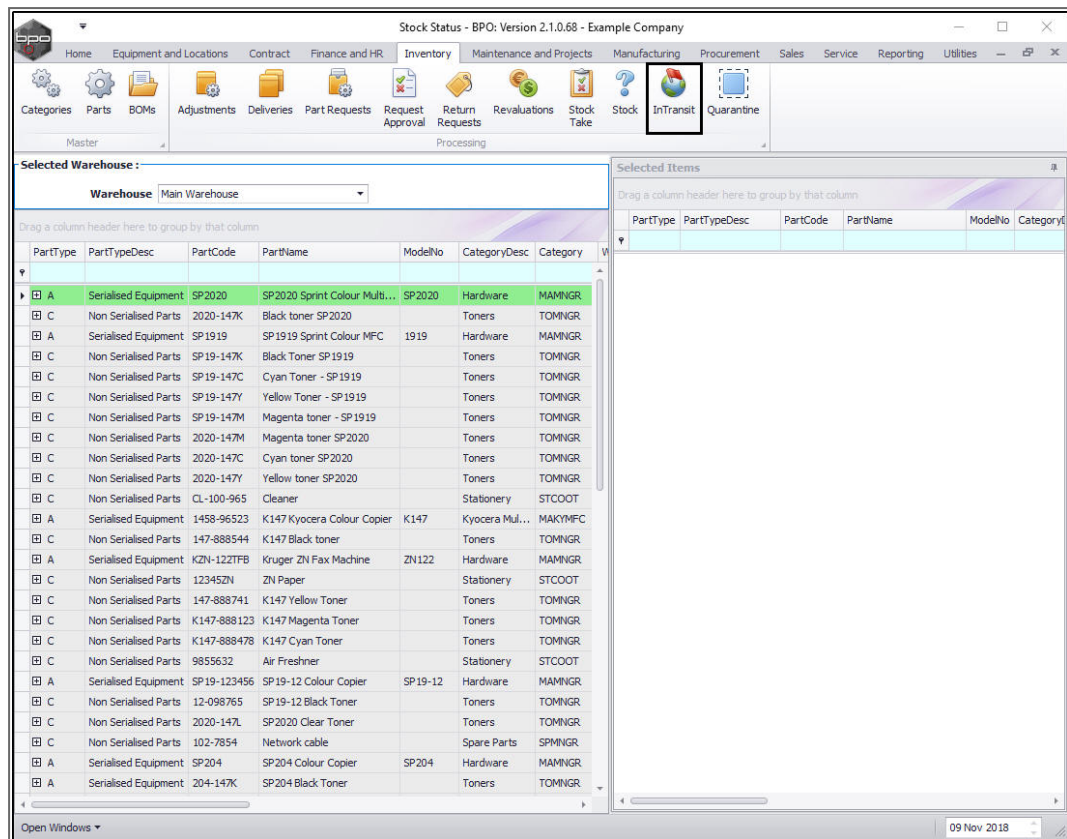 Stock Status - BPO: Version 2.1.0.68 - Example Company
bpo
Home Equipment and Locations Contract Finance and HR Inventory Maintenance and Projects Manufacturing Procurement Sales Service Reporting Utilities
Categories Parts BOMs Adjustments Deliveries Part Requests Request Approval Return Requests Revaluations Stock Take Stock InTransit Quarantine
Master Processing
Selected Warehouse :
Warehouse Main Warehouse
Drag a column header here to group by that column
PartType PartTypeDesc PartCode PartName ModelNo CategoryDesc Category W
A Serialised Equipment SP2020 SP2020 Sprint Colour Multi... SP2020 Hardware MAMNGR
C Non Serialised Parts 2020-147K Black toner SP2020 Toners TOMNGR
A Serialised Equipment SP1919 SP1919 Sprint Colour MFC 1919 Hardware MAMNGR
C Non Serialised Parts SP19-147K Black Toner SP1919 Toners TOMNGR
C Non Serialised Parts SP19-147C Cyan Toner - SP1919 Toners TOMNGR
C Non Serialised Parts SP19-147Y Yellow Toner - SP1919 Toners TOMNGR
C Non Serialised Parts SP19-147M Magenta toner - SP1919 Toners TOMNGR
C Non Serialised Parts 2020-147M Magenta toner SP2020 Toners TOMNGR
C Non Serialised Parts 2020-147C Cyan toner SP2020 Toners TOMNGR
C Non Serialised Parts 2020-147Y Yellow toner SP2020 Toners TOMNGR
C Non Serialised Parts CL-100-965 Cleaner Stationery STCOOT
A Serialised Equipment 1458-96523 K147 Kyocera Colour Copier K147 Kyocera Mul... MAKYMFC
C Non Serialised Parts 147-888544 K147 Black toner Toners TOMNGR
A Serialised Equipment KZN-122TFB Kruger ZN Fax Machine ZN122 Hardware MAMNGR
C Non Serialised Parts 12345ZN ZN Paper Stationery STCOOT
C Non Serialised Parts 147-888741 K147 Yellow Toner Toners TOMNGR
C Non Serialised Parts K147-888123 K147 Magenta Toner Toners TOMNGR
C Non Serialised Parts K147-888478 K147 Cyan Toner Toners TOMNGR
C Non Serialised Parts 9855632 Air Freshner Stationery STCOOT
A Serialised Equipment SP19-123456 SP19-12 Colour Copier SP19-12 Hardware MAMNGR
C Non Serialised Parts 12-098765 SP19-12 Black Toner Toners TOMNGR
C Non Serialised Parts 2020-147L SP2020 Clear Toner Toners TOMNGR
C Non Serialised Parts 102-7854 Network cable Spare Parts SPMNGR
A Serialised Equipment SP204 SP204 Colour Copier SP204 Hardware MAMNGR
A Serialised Equipment 204-147K SP204 Black Toner Toners TOMNGR
Selected Items
Drag a column header here to group by that column
PartType PartTypeDesc PartCode PartName ModelNo CategoryD
Open Windows 09 Nov 2018